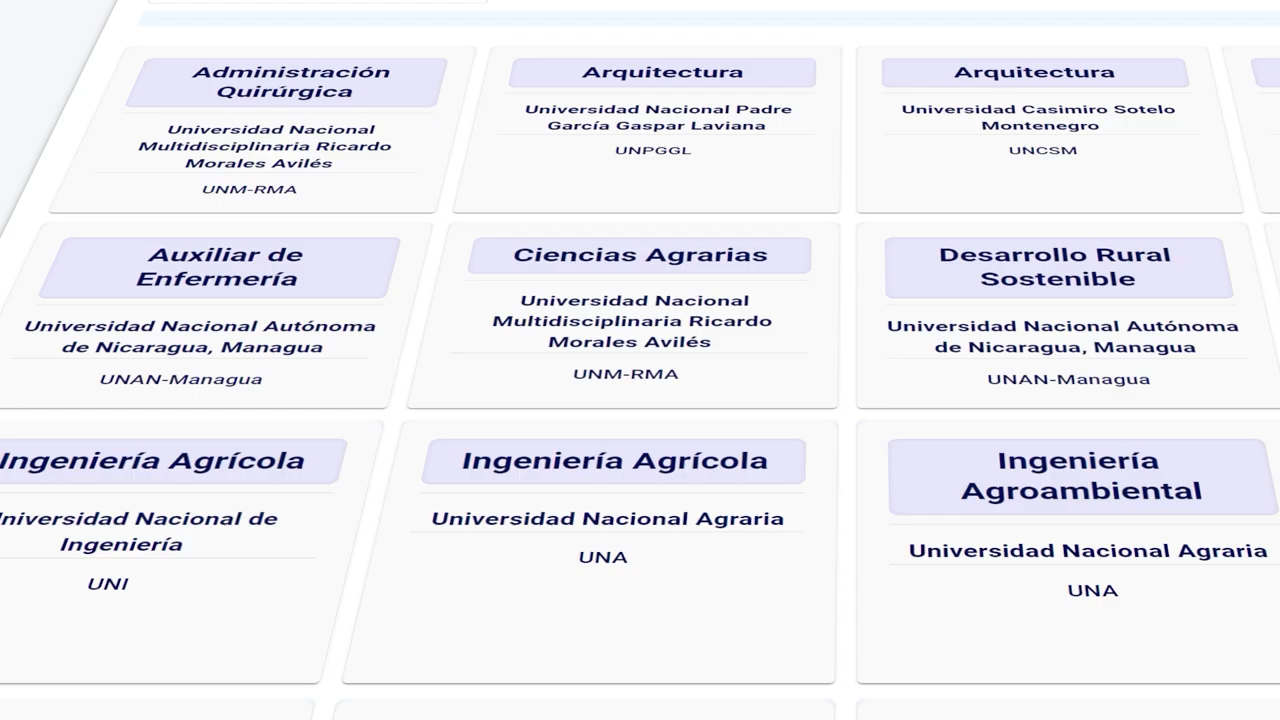 Administración
Quirúrgica
Universidad Nacional
Multidisciplinaria Ricardo
Morales Avilés
UNM-RMA
Arquitectura
Universidad Nacional Padre
García Gaspar Laviana
UNPGGL
Arquitectura
Universidad Casimiro Sotelo
Montenegro
UNCSM
Auxiliar de
Enfermería
Universidad Nacional Autónoma
de Nicaragua, Managua
UNAN-Managua
Ciencias Agrarias
Universidad Nacional
Multidisciplinaria Ricardo
Morales Avilés
UNM-RMA
Desarrollo Rural
Sostenible
Universidad Nacional Autónoma
de Nicaragua, Managua
UNAN-Managua
Ingeniería Agrícola
Universidad Nacional de
Ingeniería
UNI
Ingeniería Agrícola
Universidad Nacional Agraria
UNA
Ingeniería
Agroambiental
Universidad Nacional Agraria
UNA